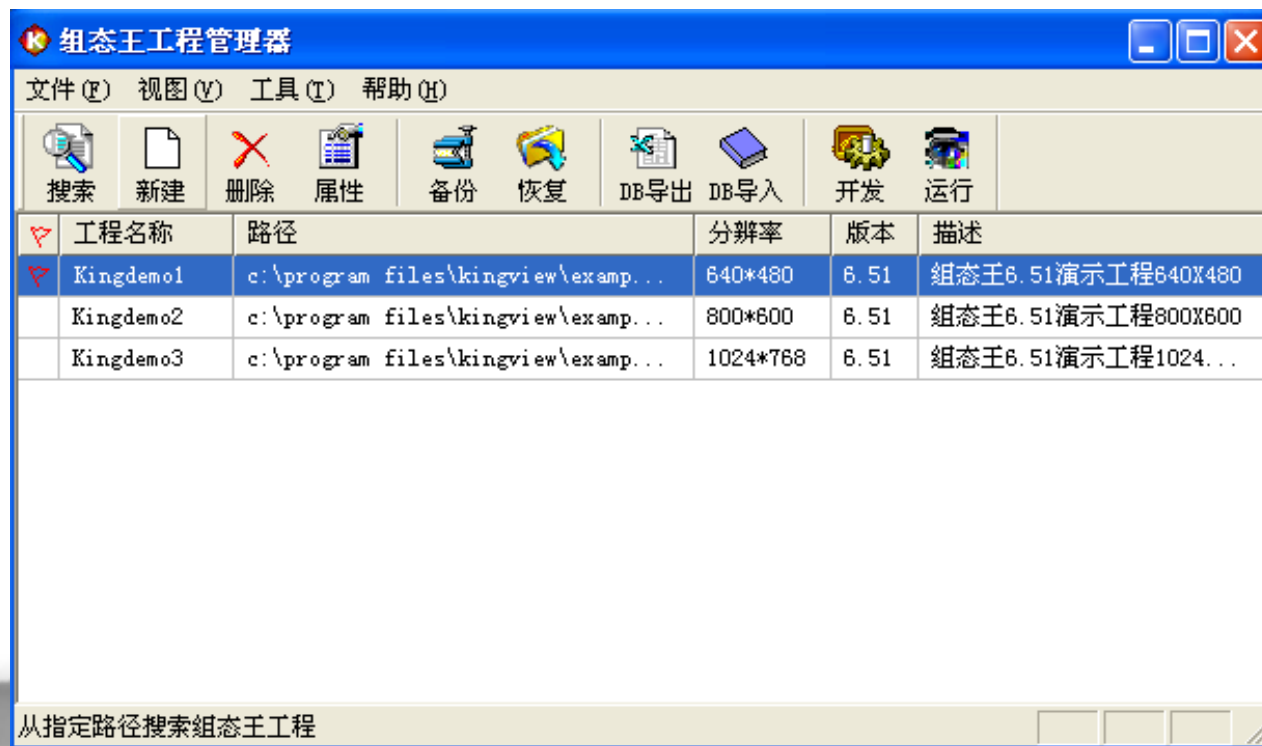 组态王工程管理器
文件(F) 视图(V) 工具(T) 帮助(H)
搜索 新建 删除 属性 备份 恢复 DB导出 DB导入 开发 运行
工程名称 路径 分辨率 版本 描述
Kingdemo1 c:\program files\kingview\examp... 640*480 6.51 组态王6.51演示工程640X480
Kingdemo2 c:\program files\kingview\examp... 800*600 6.51 组态王6.51演示工程800X600
Kingdemo3 c:\program files\kingview\examp... 1024*768 6.51 组态王6.51演示工程1024...
从指定路径搜索组态王工程